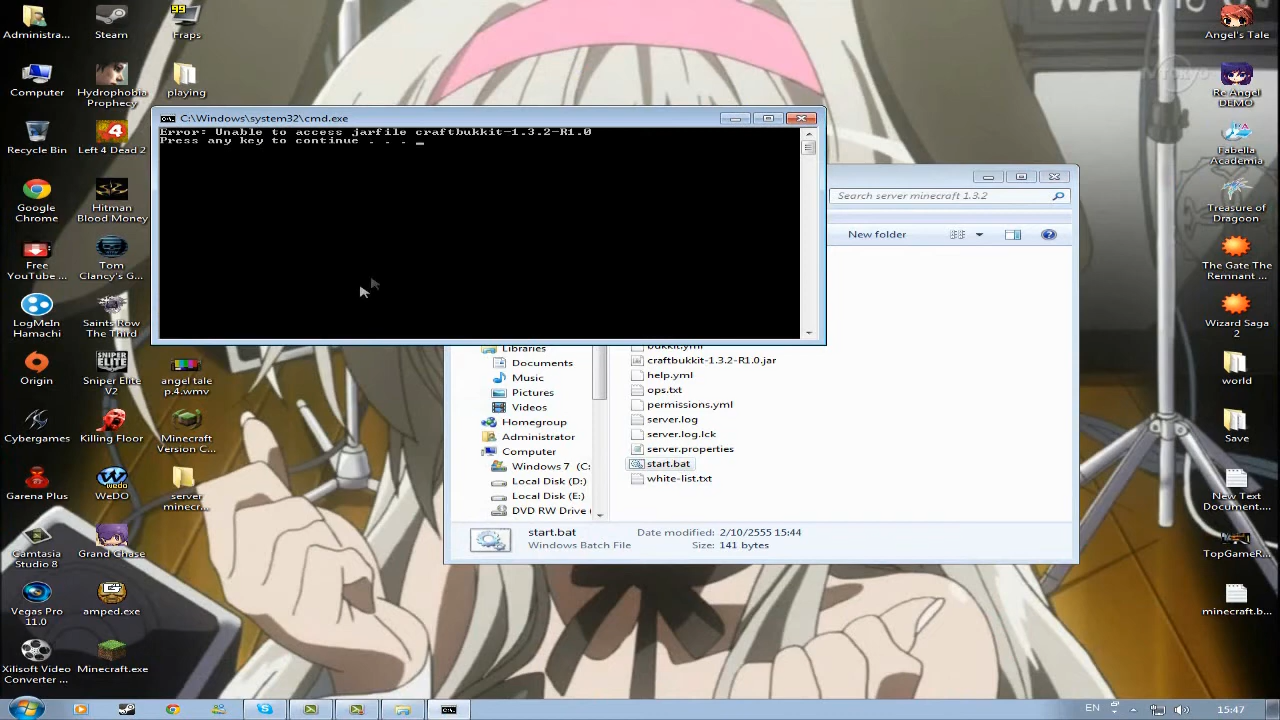 Administra...
Steam
99
Fraps
Computer
Hydrophobia
Prophecy
playing
Recycle Bin
4
Left 4 Dead 2
Google
Chrome
Hitman
Blood Money
Free
YouTube ...
Tom
Clancy's G...
LogMeIn
Hamachi
Saints Row
The Third
Origin
Sniper Elite
V2
angel tale
p.4.wmv
Cybergames
Killing Floor
Minecraft
Version C...
Garena Plus
WeDO
server
minecr...
Camtasia
Studio 8
Grand Chase
Vegas Pro
11.0
amped.exe
Xilisoft Video
Converter ...
Minecraft.exe
C:\Windows\system32\cmd.exe
Error: Unable to access jarfile craftbukkit-1.3.2-R1.0
Press any key to continue . . . _
Search server minecraft 1.3.2
New folder
Libraries
Documents
Music
Pictures
Videos
Homegroup
Administrator
Computer
Windows 7 (C:
Local Disk (D:)
Local Disk (E:)
DVD RW Drive
bukkit.yml
craftbukkit-1.3.2-R1.0.jar
help.yml
ops.txt
permissions.yml
server.log
server.log.lck
server.properties
start.bat
white-list.txt
start.bat
Date modified: 2/10/2555 15:44
Windows Batch File
Size: 141 bytes
Angel's Tale
Re Angel
DEMO
Fabella
Academia
Treasure of
Dragoon
The Gate The
Remnant ...
Wizard Saga
2
world
Save
New Text
Document....
TopGameR...
minecraft.b...
EN
15:47